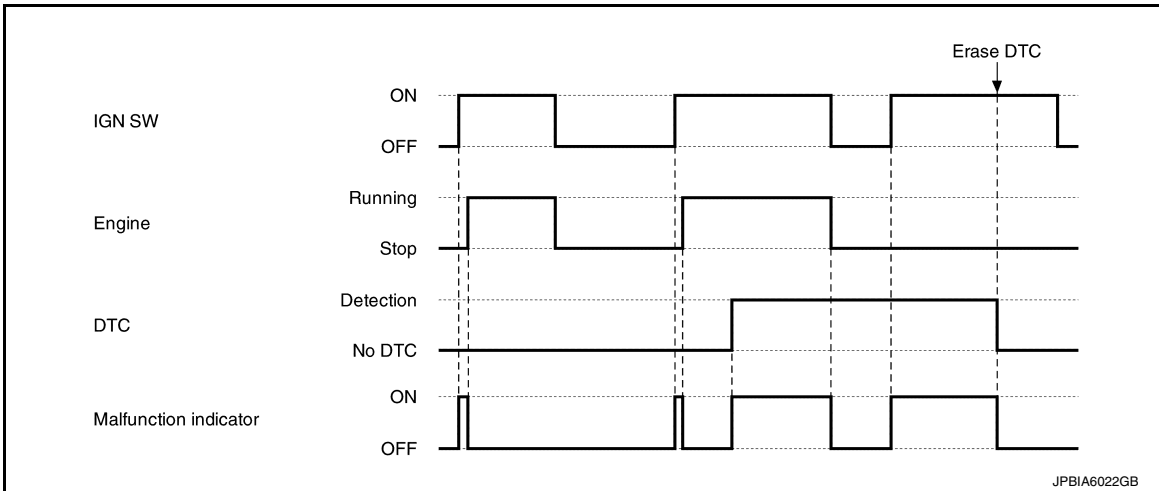 Erase DTC
ON
IGN SW
OFF
Running
Engine
Stop
Detection
DTC
No DTC
ON
Malfunction indicator
OFF
JPBIA6022GB